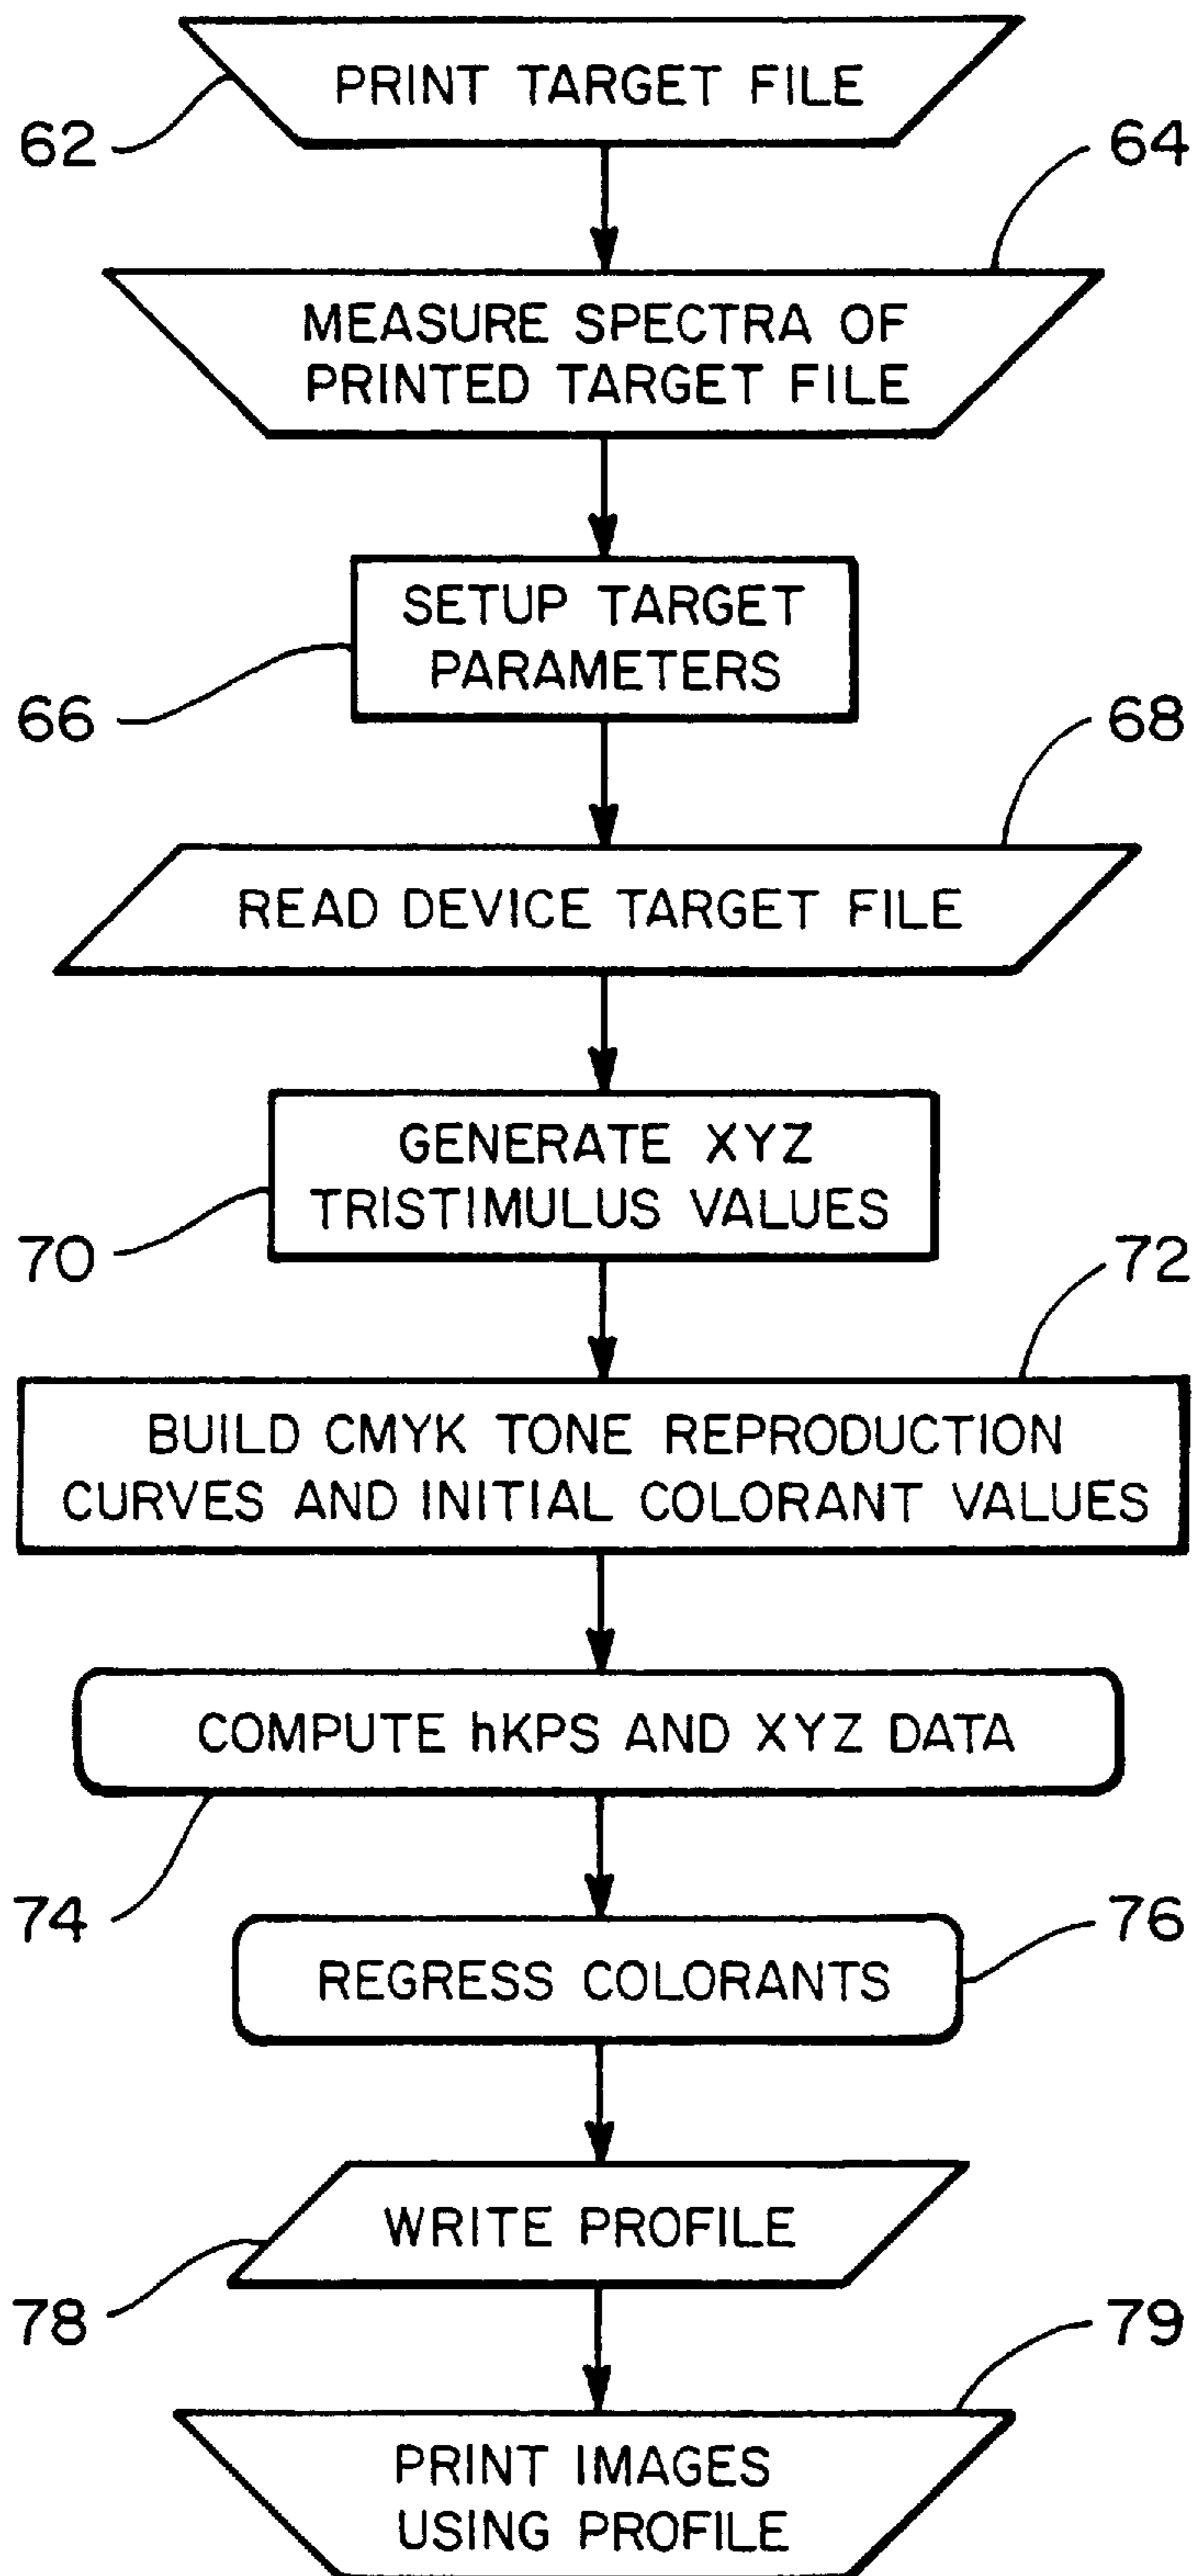 PRINT TARGET FILE
62
64
MEASURE SPECTRA OF
PRINTED TARGET FILE
SETUP TARGET
PARAMETERS
66
68
READ DEVICE TARGET FILE
GENERATE XYZ
TRISTIMULUS VALUES
70
72
BUILD CMYK TONE REPRODUCTION
CURVES AND INITIAL COLORANT VALUES
COMPUTE hKPS AND XYZ DATA
74
76
REGRESS COLORANTS
WRITE PROFILE
78
79
PRINT IMAGES
USING PROFILE